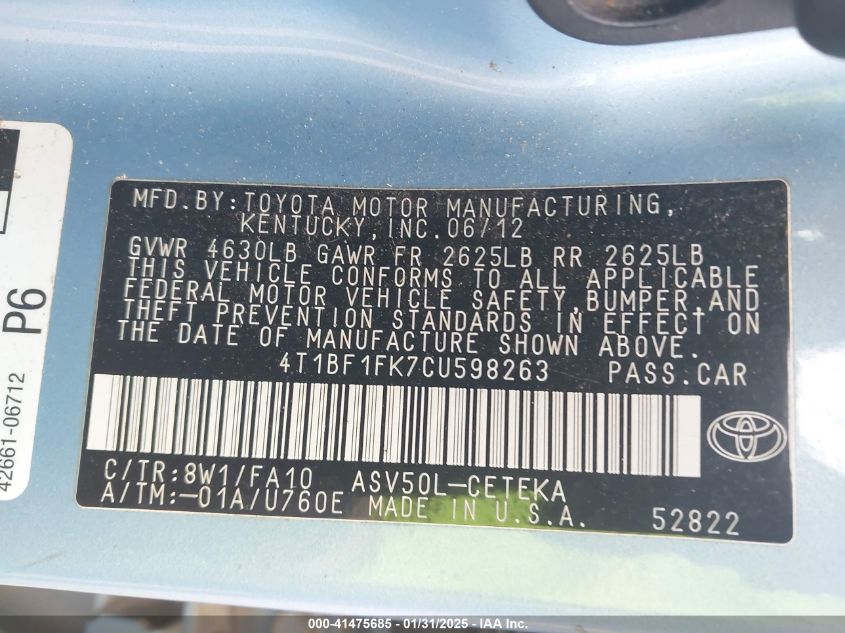 MFD.BY:TOYOTA MOTOR MANUFACTURING,
KENTUCKY,INC.06/12
GVWR 4630LB GAWR FR 2625LB RR 2625LB
THIS VEHICLE CONFORMS TO ALL APPLICABLE
FEDERAL MOTOR VEHICLE SAFETY,BUMPER,AND
THEFT PREVENTION STANDARDS IN EFFECT ON
THE DATE OF MANUFACTURE SHOWN ABOVE.
4T1BF1FK7CU598263 PASS.CAR
C/TR:8W1/FA10 ASV50L-CETEKA
A/TM:-01A/U760E MADE IN U.S.A.
52822
TOYOTA
P6
42661-06712
000-41475685 - 01/31/2025 - IAA Inc.